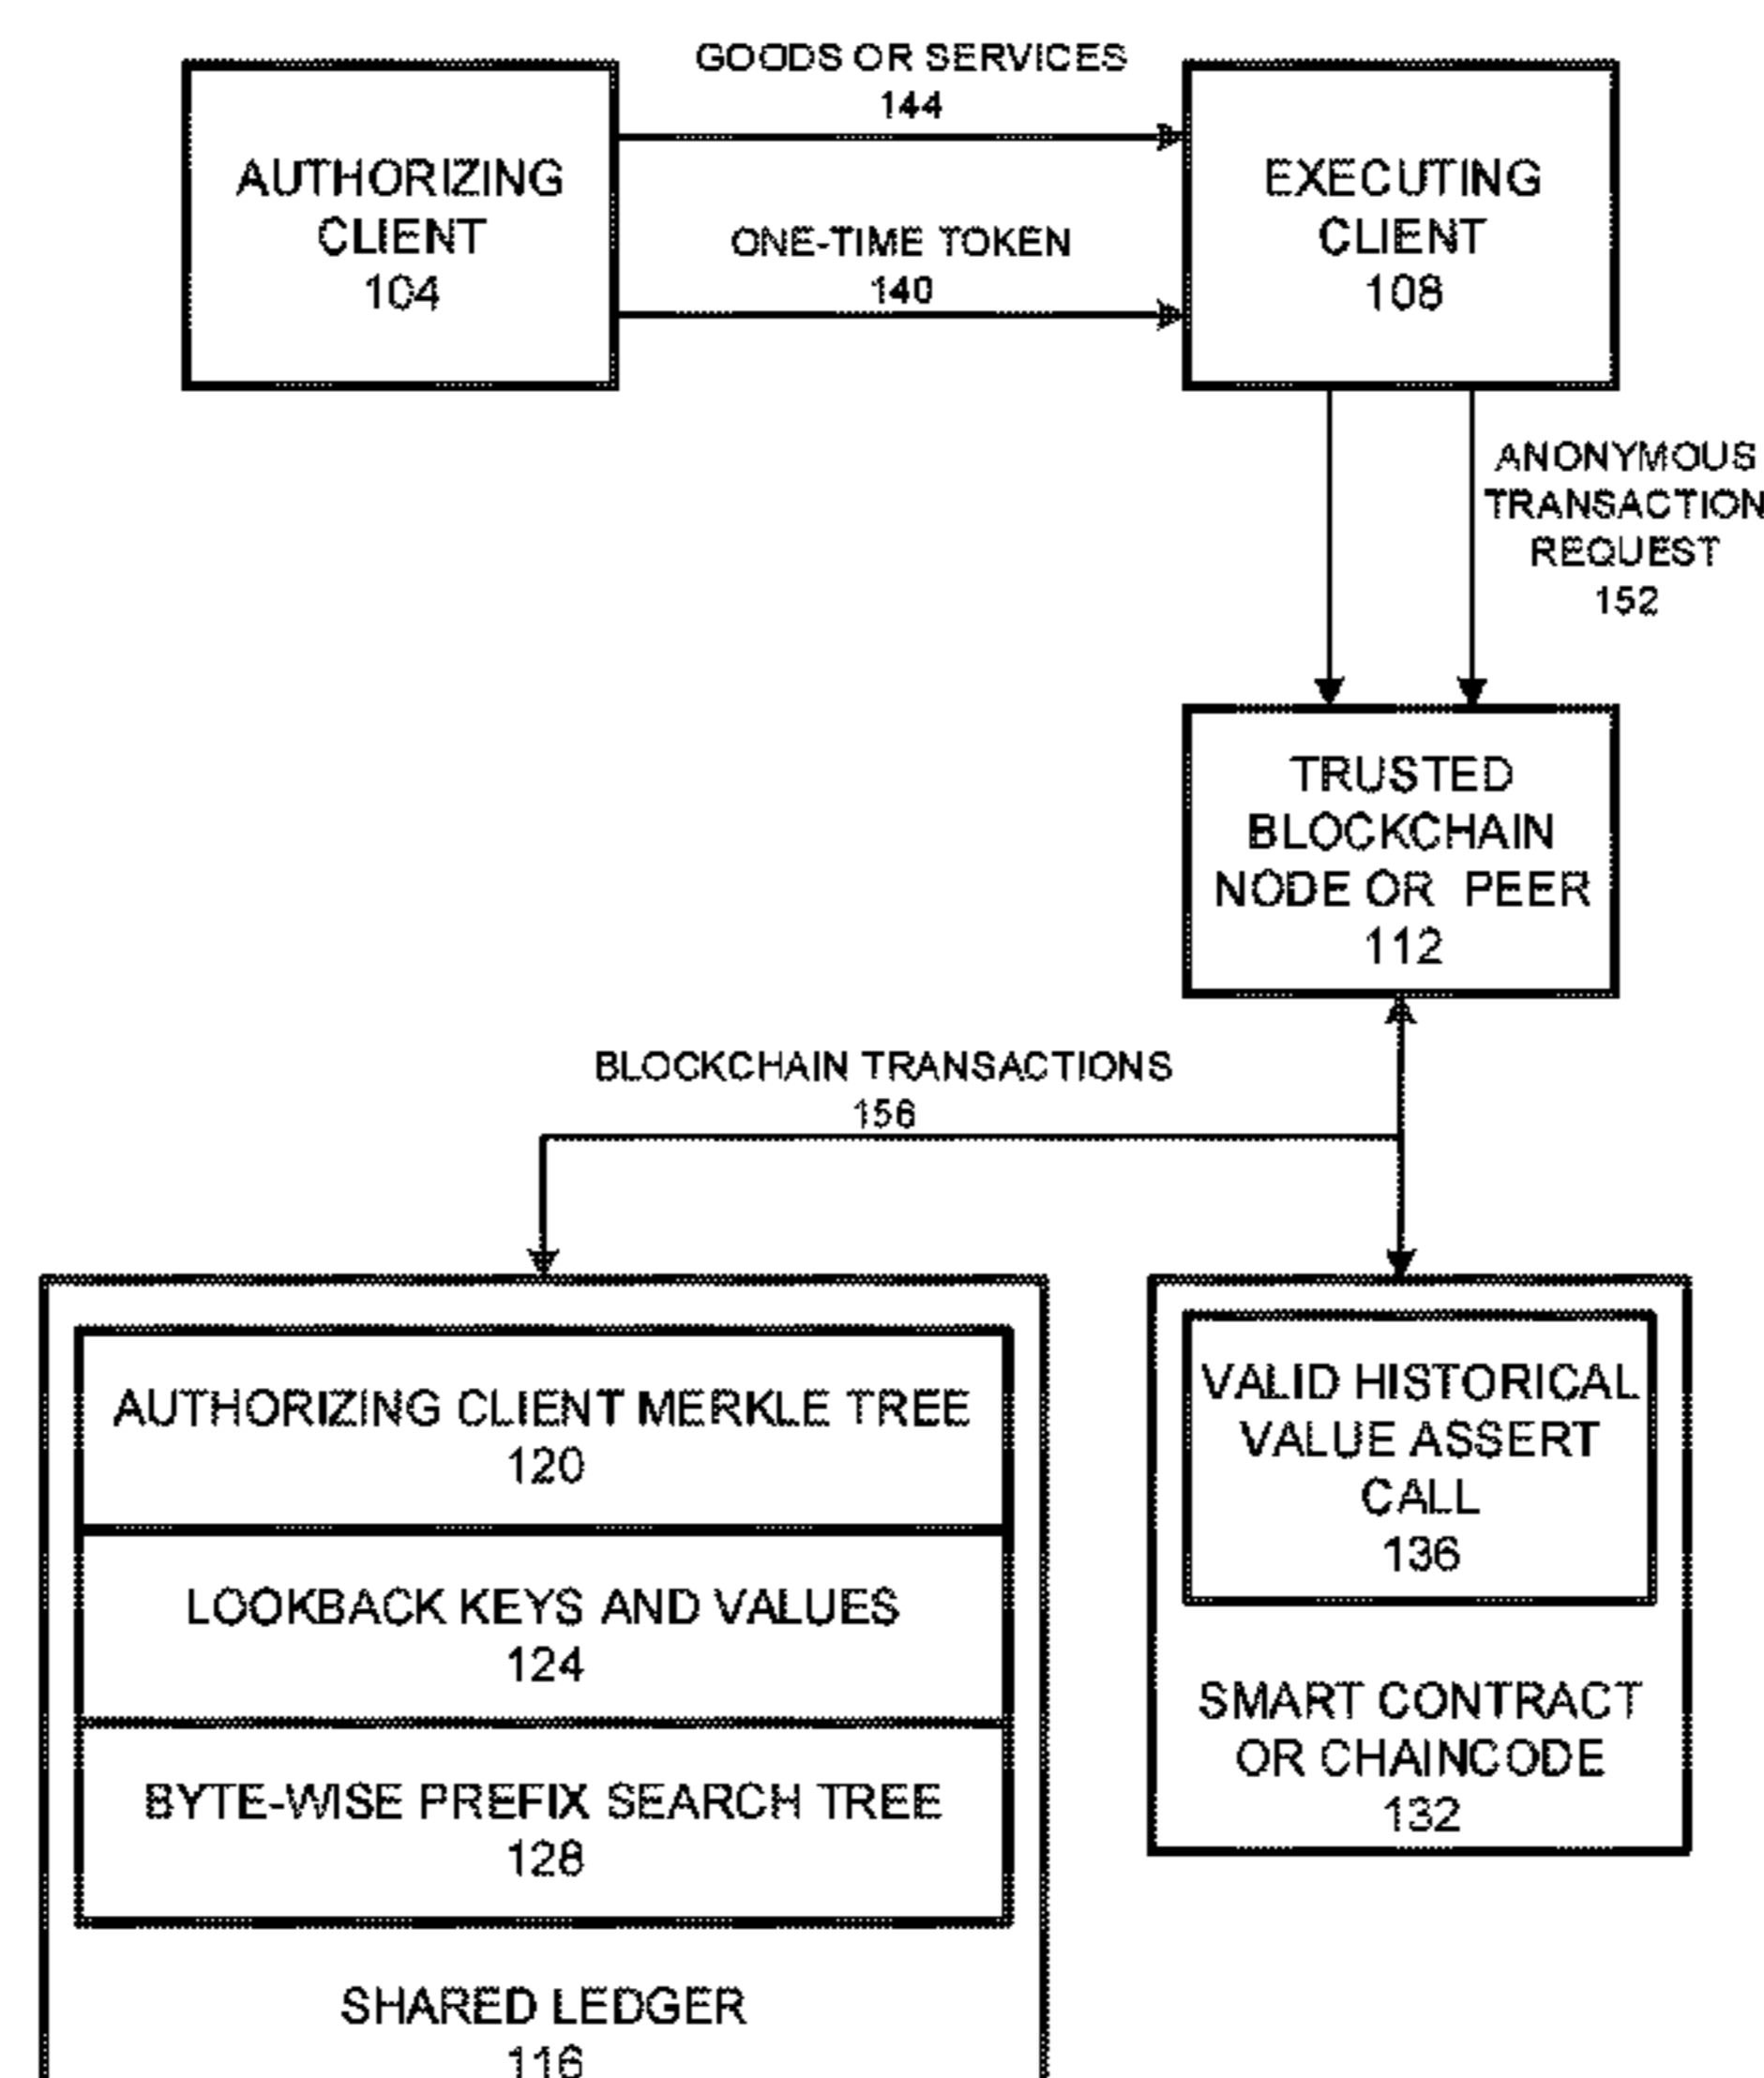 GOODS OR SERVICES
144
AUTHORIZING
CLIENT
104
ONE-TIME TOKEN
140
EXECUTING
CLIENT
108
ANONYMOUS
TRANSACTION
REQUEST
152
TRUSTED
BLOCKCHAIN
NODE OR PEER
112
BLOCKCHAIN TRANSACTIONS
156
AUTHORIZING CLIENT MERKLE TREE
120
LOOKBACK KEYS AND VALUES
124
BYTE-WISE PREFIX SEARCH TREE
128
SHARED LEDGER
116
VALID HISTORICAL
VALUE ASSERT
CALL
136
SMART CONTRACT
OR CHAINCODE
132